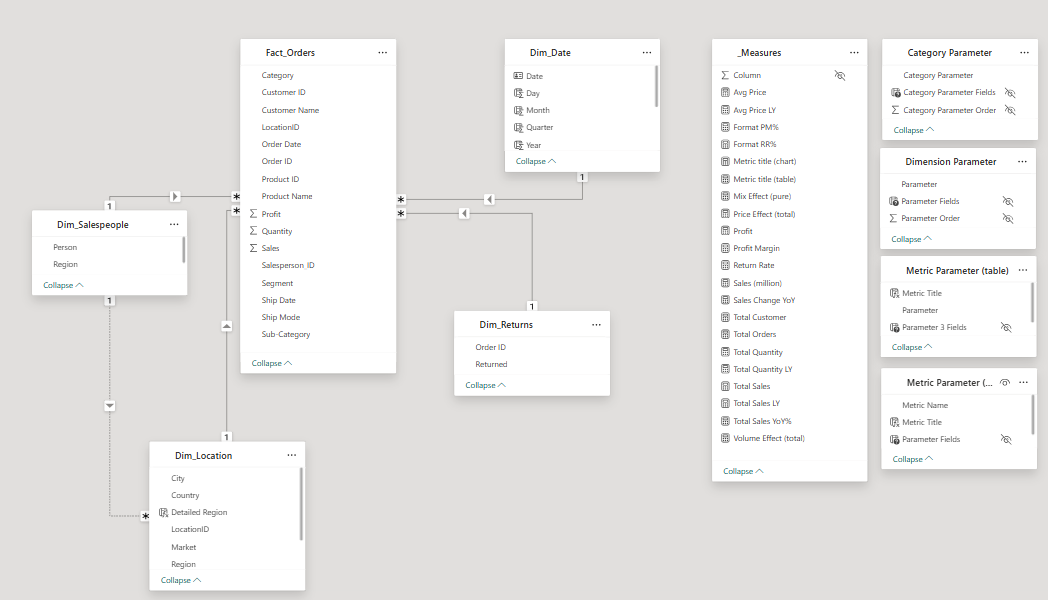 Fact_Orders
Category
Customer ID
Customer Name
LocationID
Order Date
Order ID
Product ID
Product Name
Profit
Quantity
Sales
Salesperson_ID
Segment
Ship Date
Ship Mode
Sub-Category
Collapse
Dim_Date
Date
Day
Month
Quarter
Year
Collapse
1
*
*
*
*
1
Dim_Salespeople
Person
Region
Collapse
1
1
Dim_Returns
Order ID
Returned
Collapse
1
Dim_Location
City
Country
Detailed Region
LocationID
Market
Region
Collapse
*
_Measures
Column
Avg Price
Avg Price LY
Format PM%
Format RR%
Metric title (chart)
Metric title (table)
Mix Effect (pure)
Price Effect (total)
Profit
Profit Margin
Return Rate
Sales (million)
Sales Change YoY
Total Customer
Total Orders
Total Quantity
Total Quantity LY
Total Sales
Total Sales LY
Total Sales YoY%
Volume Effect (total)
Collapse
Category Parameter
Category Parameter
Category Parameter Fields
Category Parameter Order
Collapse
Dimension Parameter
Parameter
Parameter Fields
Parameter Order
Collapse
Metric Parameter (table)
Metric Title
Parameter
Parameter 3 Fields
Collapse
Metric Parameter (...
Metric Name
Metric Title
Parameter Fields
Collapse